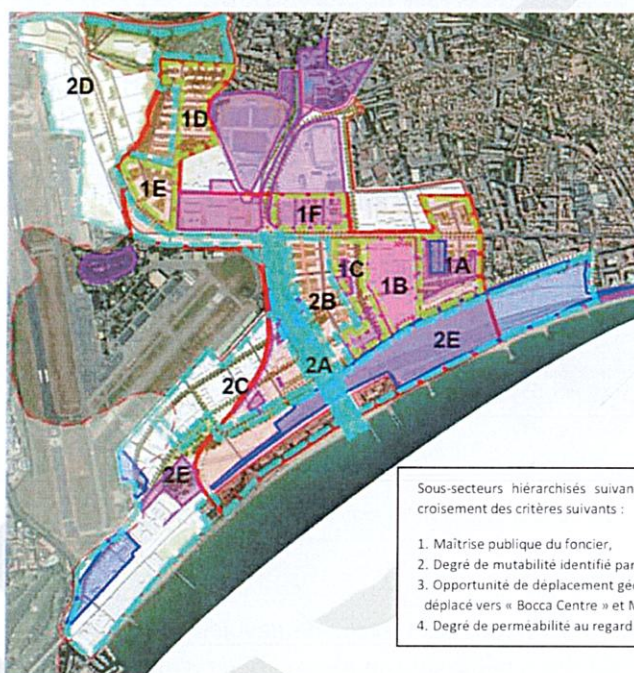 2D
1D
1E
1F
1A
1C
1B
2B
2E
2A
2C
2E
Sous-secteurs hiérarchisés suivan
croisement des critères suivants :
1. Maîtrise publique du foncier,
2. Degré de mutabilité identifié par
3. Opportunité de déplacement gé
déplacé vers « Bocca Centre » et M
4. Degré de perméabilité au regard